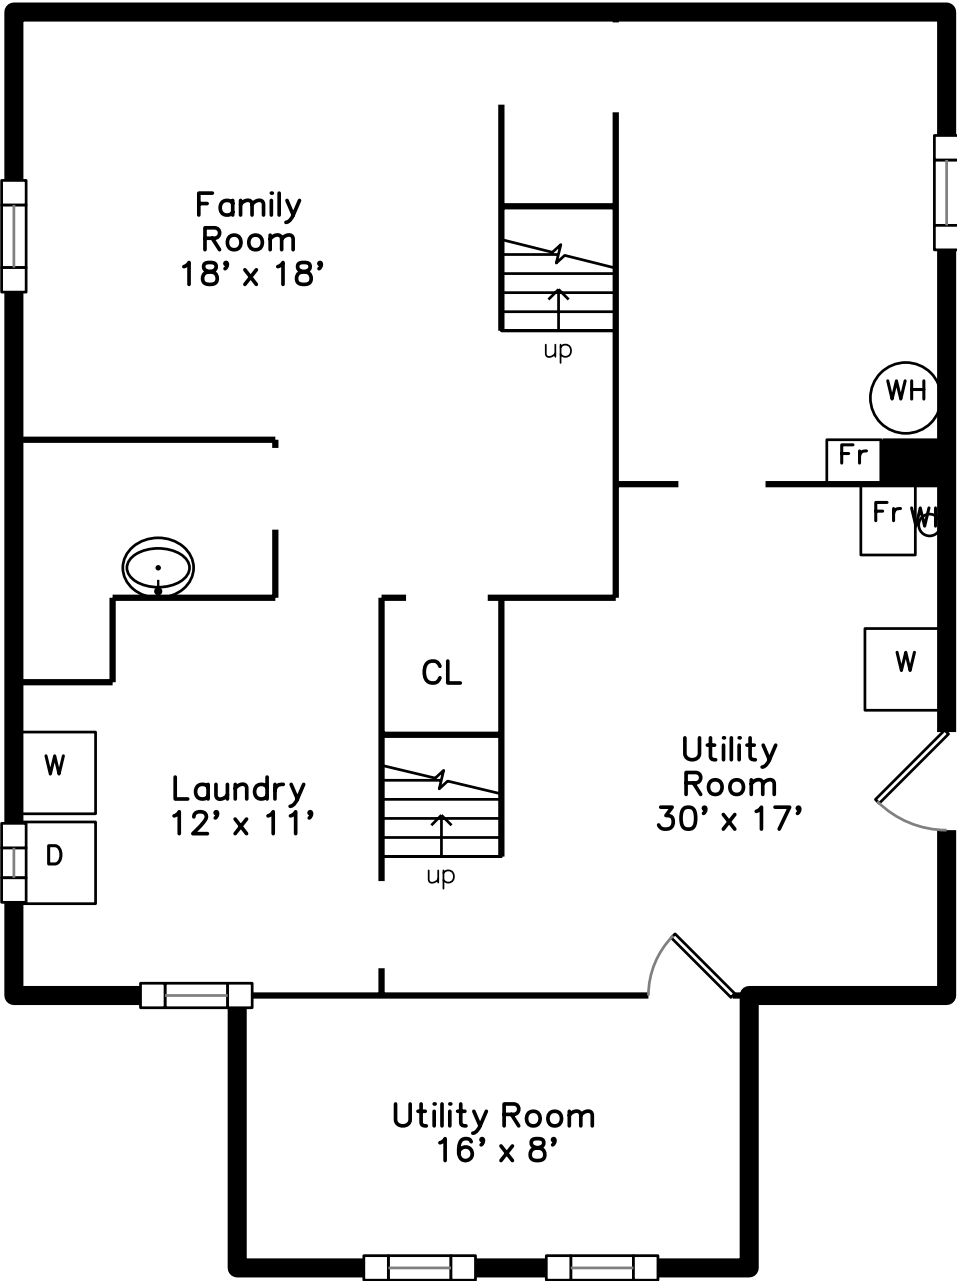 Family
Room
18' x 18'
up
WH
Fr
Fr
WH
CL
W
W
Utility
Room
30' x 17'
Laundry
12' x 11'
D
up
Utility Room
16' x 8'